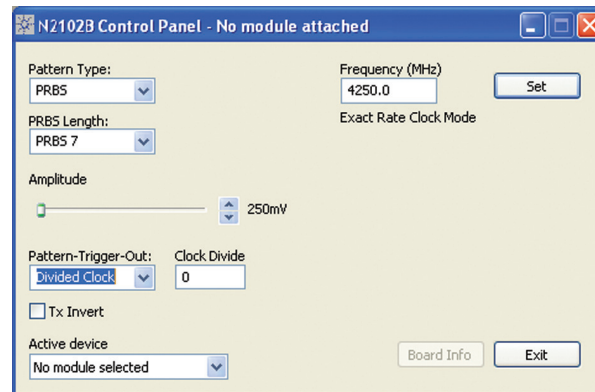 N2102B Control Panel - No module attached
Pattern Type:
PRBS
PRBS Length:
PRBS 7
Frequency (MHz)
4250.0
Set
Exact Rate Clock Mode
Amplitude
250mV
Pattern-Trigger-Out:
Clock Divide
Divided Clock
0
Tx Invert
Active device
No module selected
Board Info
Exit